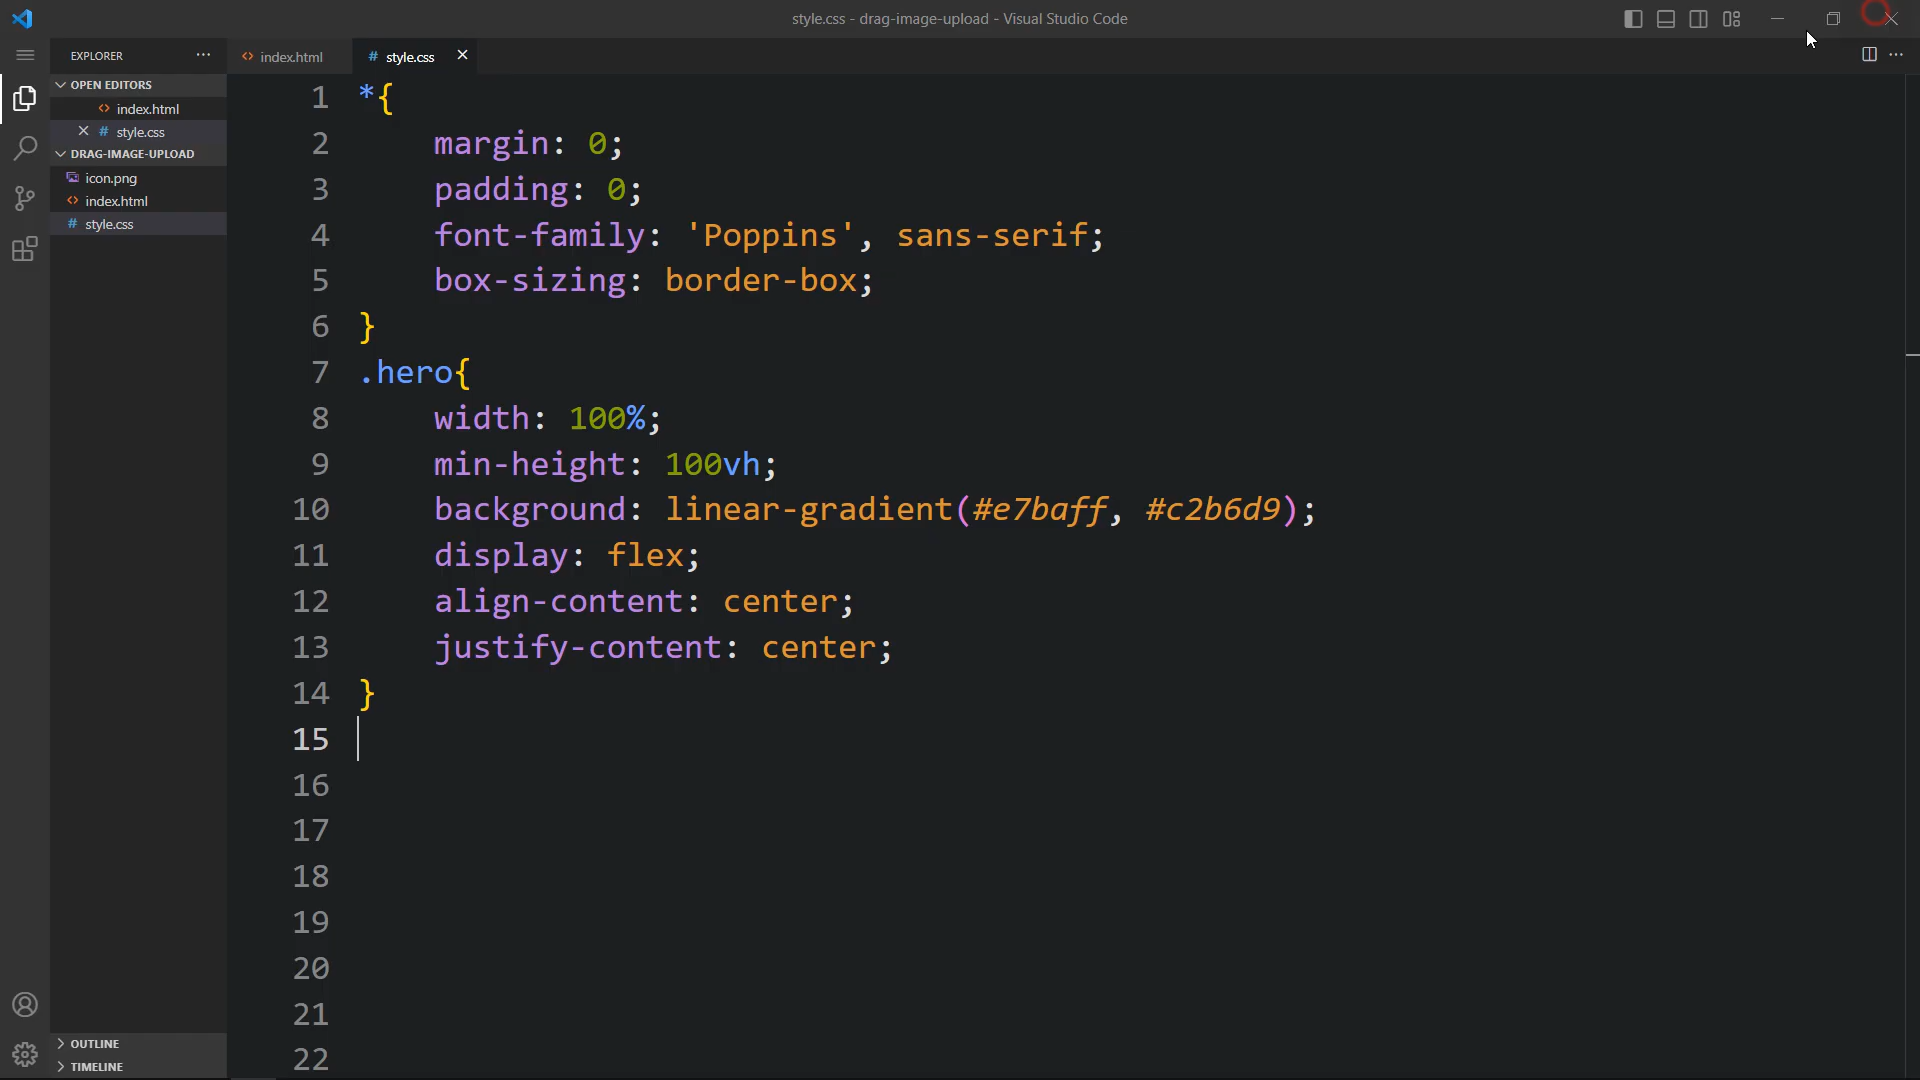 style.css - drag-image-upload - Visual Studio Code
EXPLORER
OPEN EDITORS
index.html
style.css
DRAG-IMAGE-UPLOAD
icon.png
index.html
style.css
OUTLINE
TIMELINE
index.html
style.css
1 *{
2     margin: 0;
3     padding: 0;
4     font-family: 'Poppins', sans-serif;
5     box-sizing: border-box;
6 }
7 .hero{
8     width: 100%;
9     min-height: 100vh;
10     background: linear-gradient(#e7baff, #c2b6d9);
11     display: flex;
12     align-content: center;
13     justify-content: center;
14 }
15
16
17
18
19
20
21
22